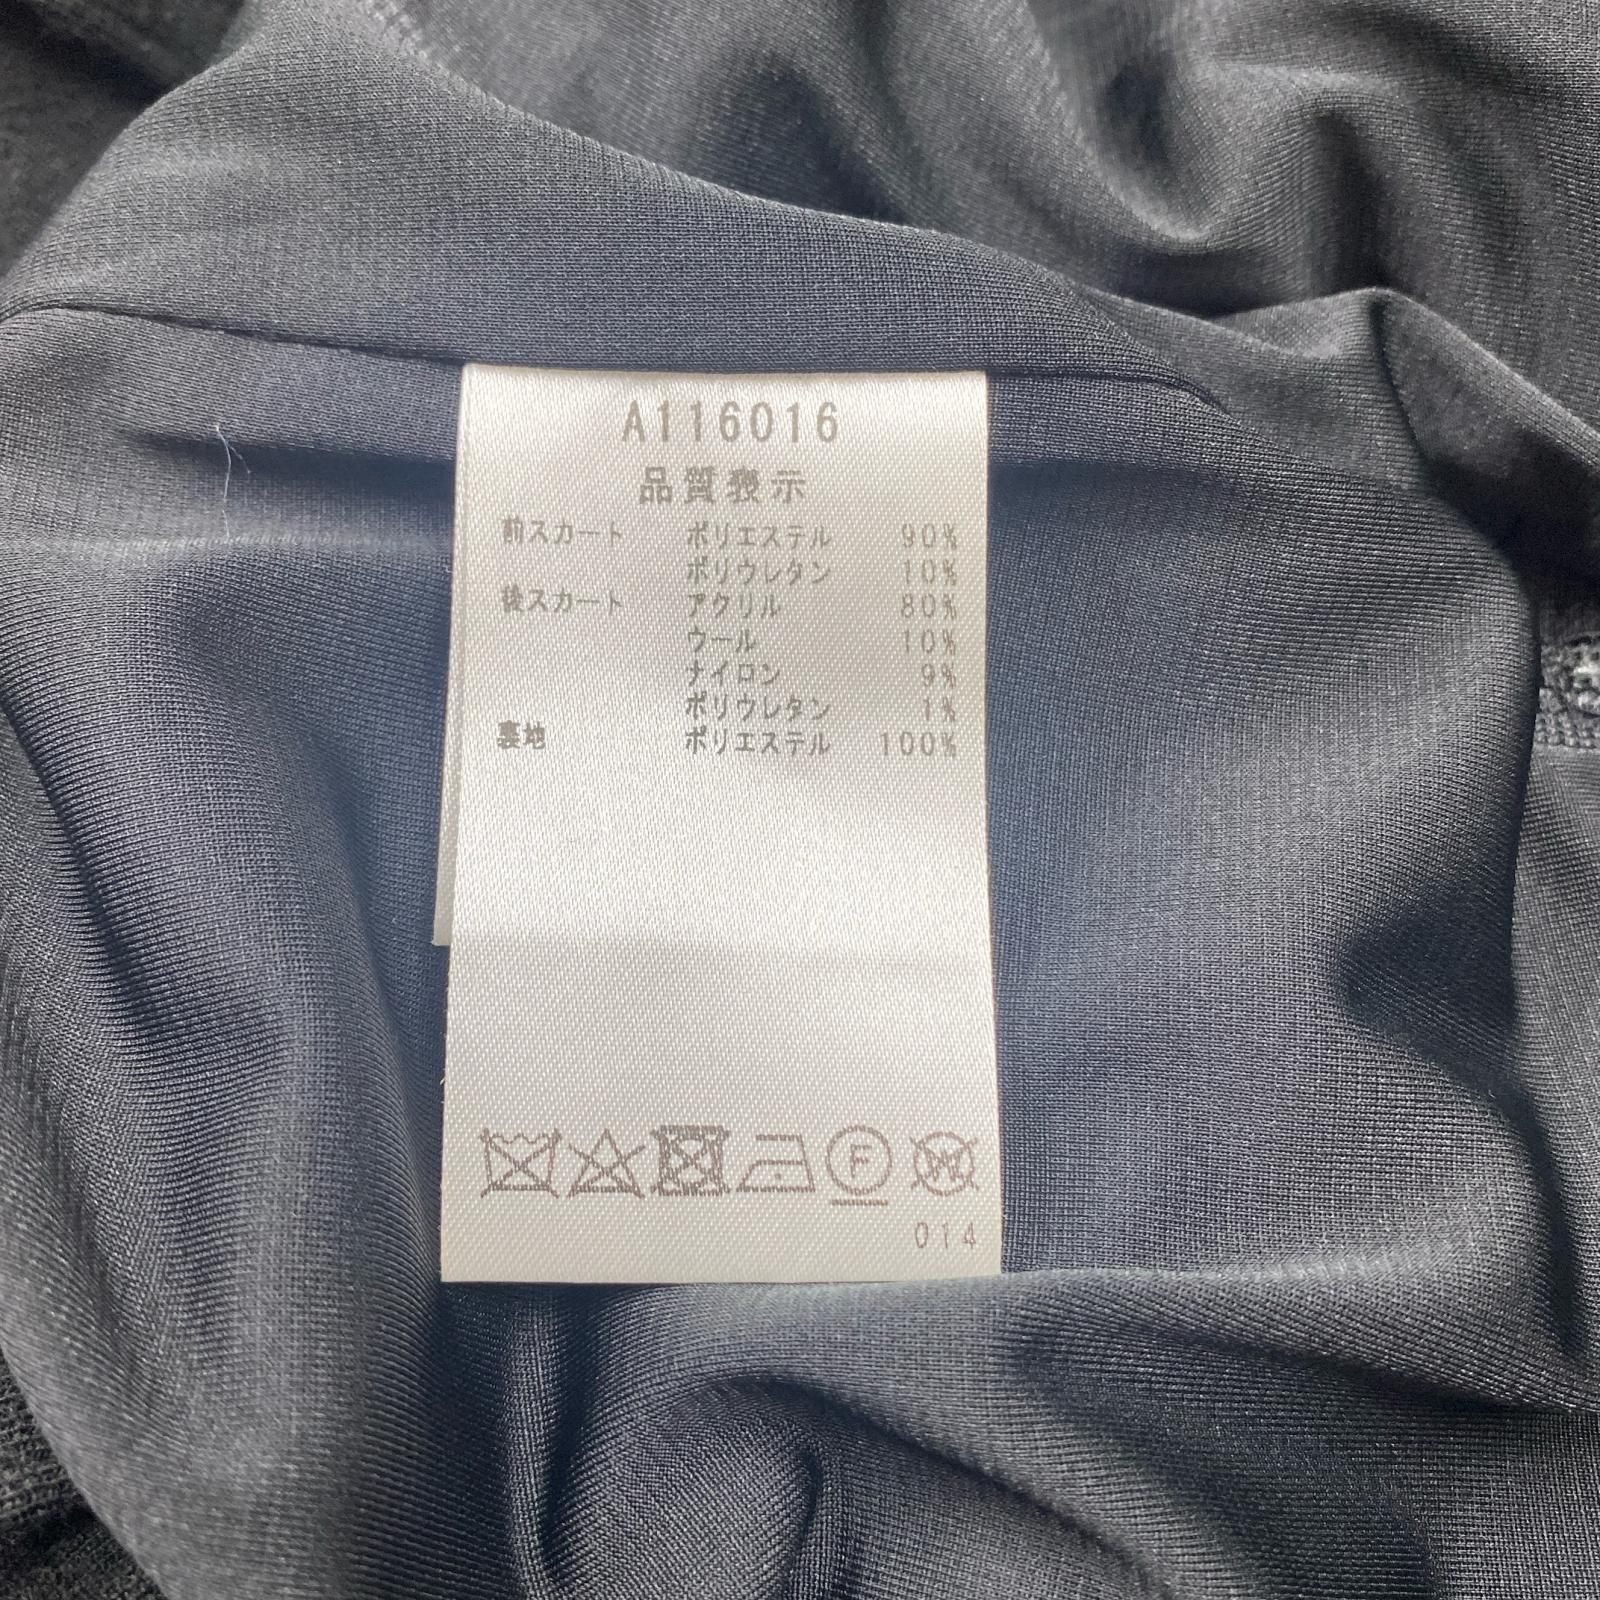 A116016
品質表示
前スカート ポリエステル 90%
ポリウレタン 10%
後スカート アクリル 80%
ウール 10%
ナイロン 9%
ポリウレタン 1%
裏地 ポリエステル 100%
F W
014